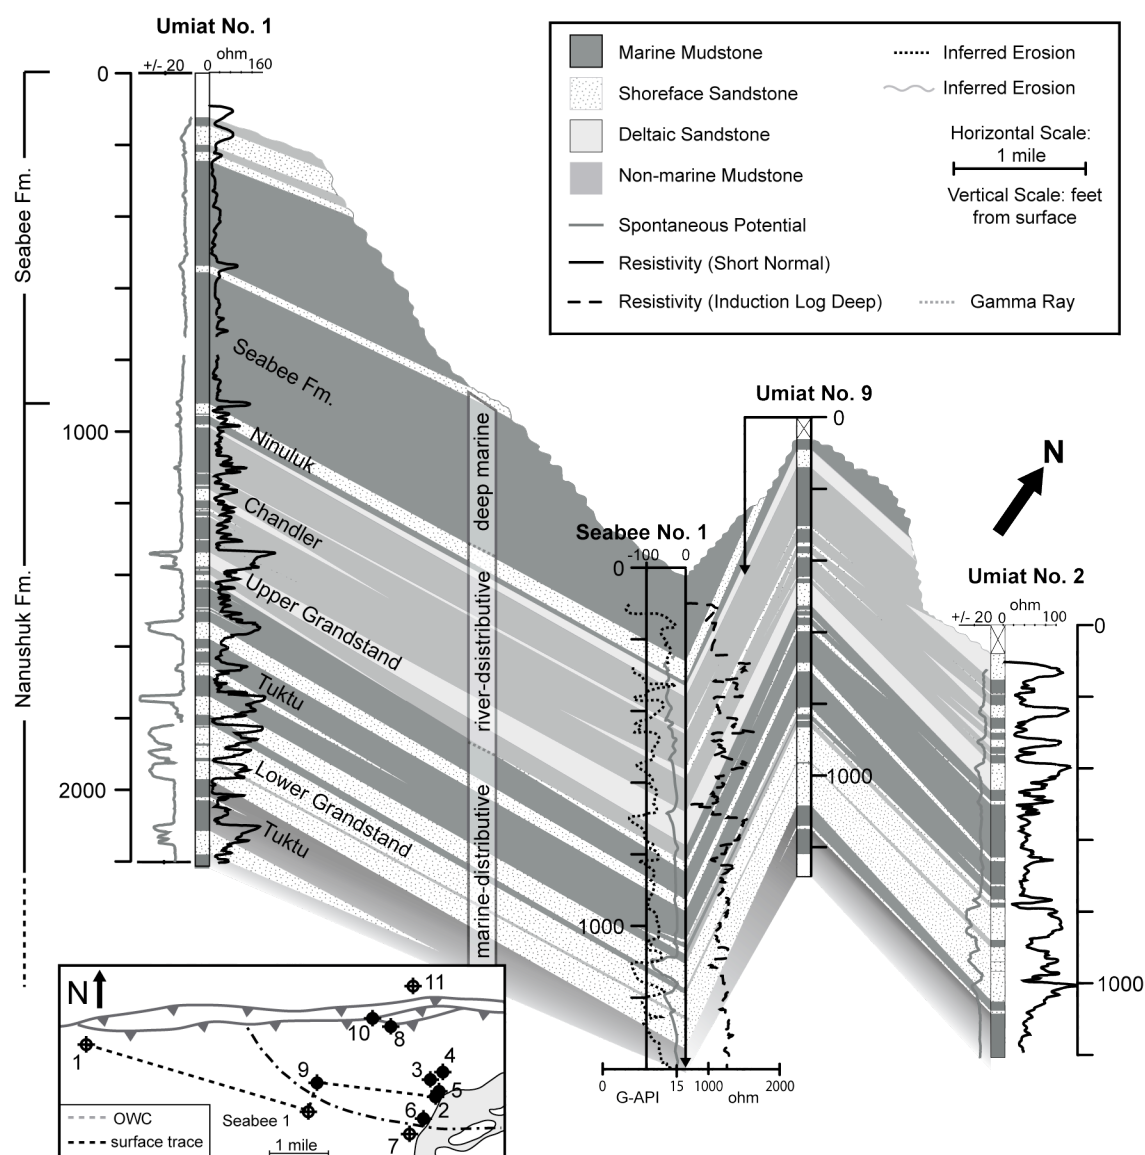 Umiat No. 1
+/- 20
ohm
0 160
0
1000
2000
Seabee Fm.
Nanushuk Fm.
Marine Mudstone
Shoreface Sandstone
Deltaic Sandstone
Non-marine Mudstone
Spontaneous Potential
Resistivity (Short Normal)
Resistivity (Induction Log Deep)
Inferred Erosion
Inferred Erosion
Horizontal Scale:
1 mile
Vertical Scale: feet
from surface
Gamma Ray
Seabee Fm.
Ninuluk
Chandler
Upper Grandstand
Tuktu
Lower Grandstand
Tuktu
deep marine
river-distributive
marine-distributive
Seabee No. 1
-100 0
0
1000
0 15 1000 2000
G-API ohm
Umiat No. 9
0
1000
N
Umiat No. 2
+/- 20
ohm
0 100
0
1000
N
11
10
8
1
9
4
3
5
2
6
7
Seabee 1
OWC
surface trace
1 mile